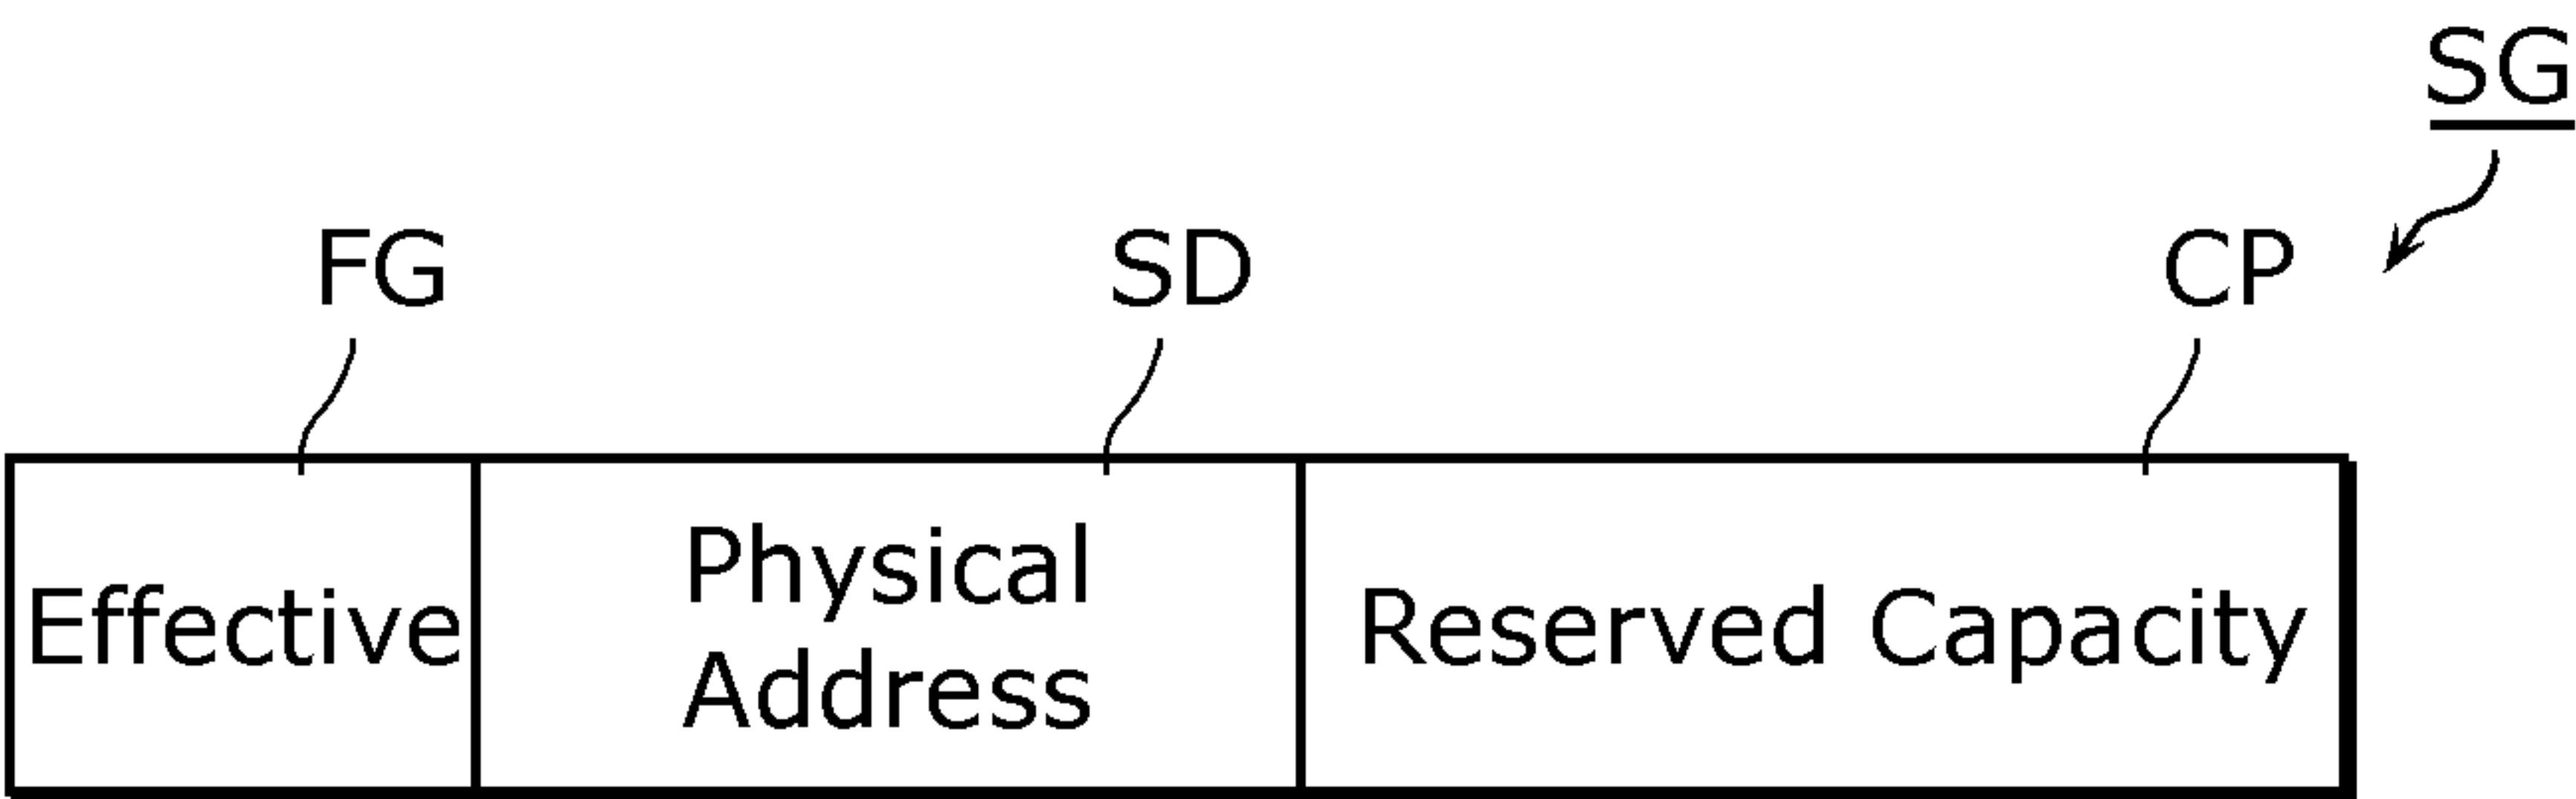 SG
FG
SD
CP
Effective
Physical
Address
Reserved Capacity